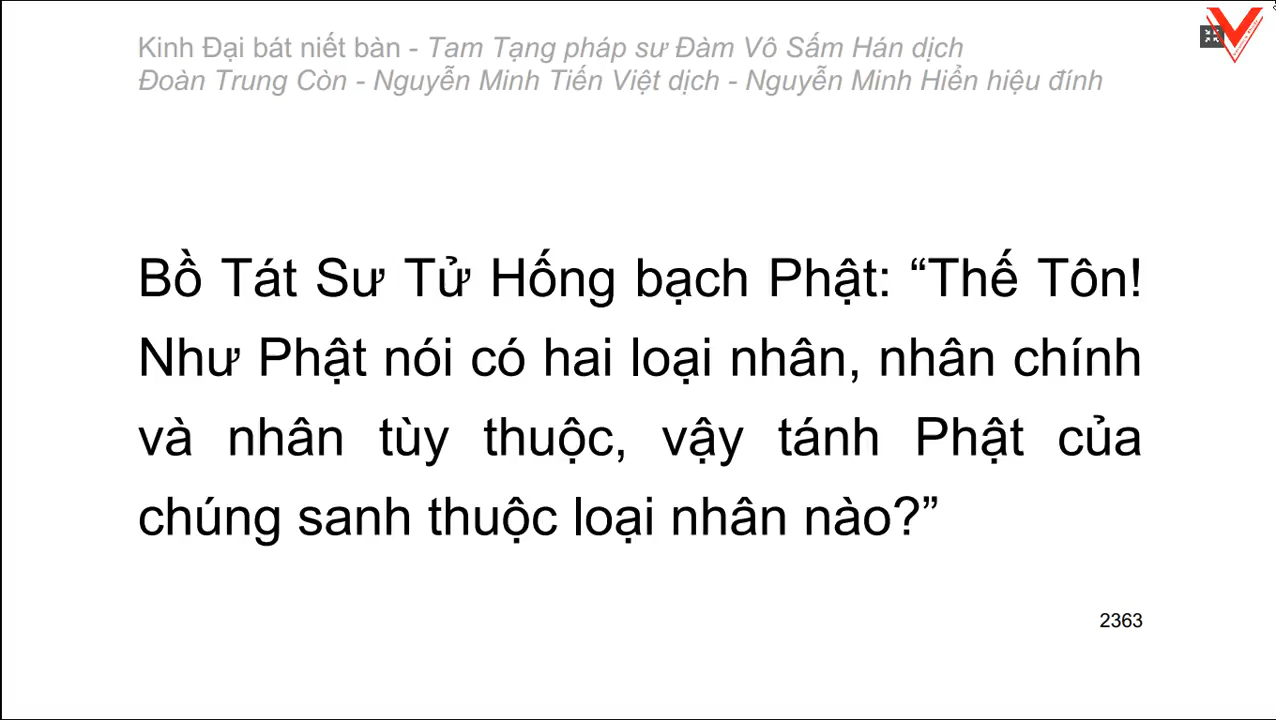 Kinh Đại bát niết bàn - Tam Tạng pháp sư Đàm Vô Sấm Hán dịch
Đoàn Trung Còn - Nguyễn Minh Tiến Việt dịch - Nguyễn Minh Hiển hiệu đính
Bồ Tát Sư Tử Hống bạch Phật: “Thế Tôn!
Như Phật nói có hai loại nhân, nhân chính
và nhân tùy thuộc, vậy tánh Phật của
chúng sanh thuộc loại nhân nào?”
2363